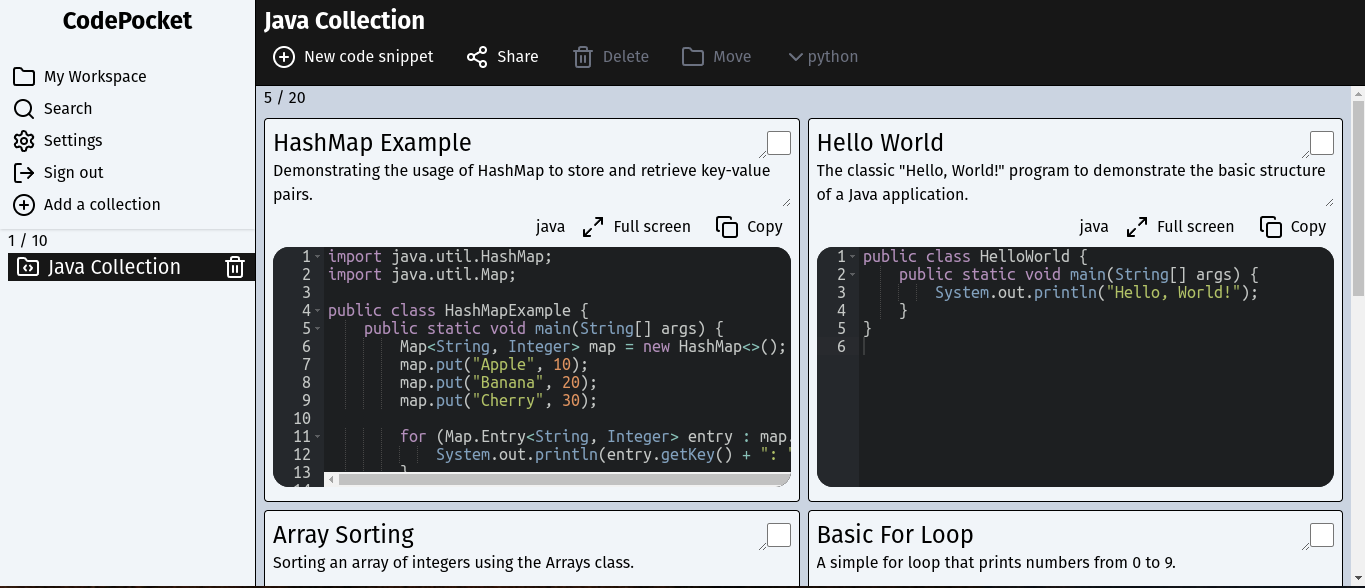 CodePocket
My Workspace
Search
Settings
Sign out
Add a collection
1 / 10
Java Collection
Java Collection
New code snippet
Share
Delete
Move
python
5 / 20
HashMap Example
Demonstrating the usage of HashMap to store and retrieve key-value
pairs.
java
Full screen
Copy
1 import java.util.HashMap;
2 import java.util.Map;
3
4 public class HashMapExample {
5     public static void main(String[] args) {
6         Map<String, Integer> map = new HashMap<>();
7         map.put("Apple", 10);
8         map.put("Banana", 20);
9         map.put("Cherry", 30);
10
11         for (Map.Entry<String, Integer> entry : map.
12             System.out.println(entry.getKey() + ": "
13         }
Hello World
The classic "Hello, World!" program to demonstrate the basic structure
of a Java application.
java
Full screen
Copy
1 public class HelloWorld {
2     public static void main(String[] args) {
3         System.out.println("Hello, World!");
4     }
5 }
6
Array Sorting
Sorting an array of integers using the Arrays class.
Basic For Loop
A simple for loop that prints numbers from 0 to 9.